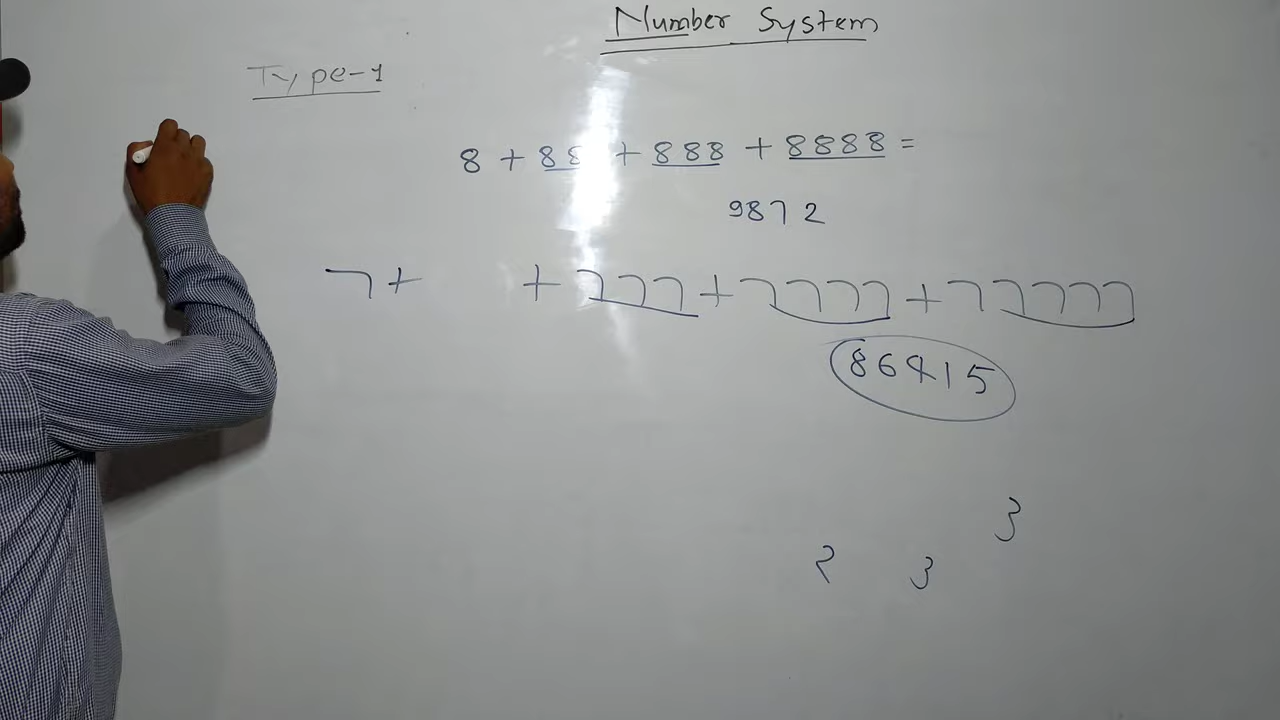 Number System
Type-1
8 + 88 + 888 + 8888 =
9872
7 + + 777 + 7777 + 77777
86415
3
2 3